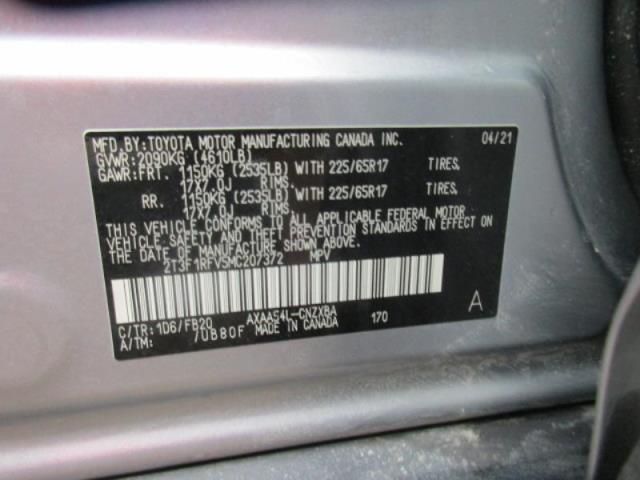 MFD.BY:TOYOTA MOTOR MANUFACTURING CANADA INC. 04/21
GVWR:2090KG (4610LB)
GAWR:FRT. 1150KG (2535LB) WITH 225/65R17 TIRES,
17X7.0J RIMS,
RR. 1150KG (2535LB) WITH 225/65R17 TIRES,
17X7.0J RIMS,
THIS VEHICLE CONFORMS TO ALL APPLICABLE FEDERAL MOTOR
VEHICLE SAFETY AND THEFT PREVENTION STANDARDS IN EFFECT ON
THE DATE OF MANUFACTURE SHOWN ABOVE.
2T3F1RFV5MC207372 MPV
A
C/TR:1D6/FB20 AXAA54L-CNZXBA 170
A/TM: /UB80F MADE IN CANADA